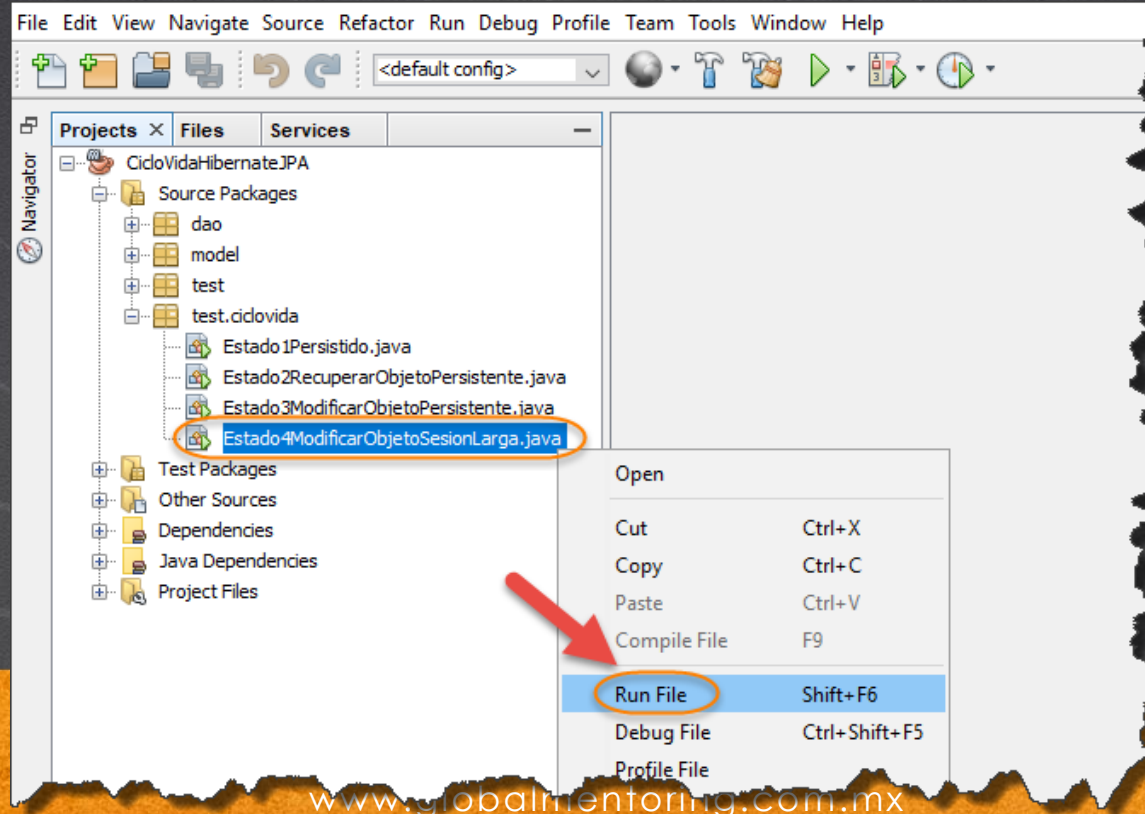 File Edit View Navigate Source Refactor Run Debug Profile Team Tools Window Help
<default config>
Projects Files Services
Navigator
CicloVidaHibernateJPA
Source Packages
dao
model
test
test.ciclovida
Estado1Persistido.java
Estado2RecuperarObjetoPersistente.java
Estado3ModificarObjetoPersistente.java
Estado4ModificarObjetoSesionLarga.java
Test Packages
Other Sources
Dependencies
Java Dependencies
Project Files
Open
Cut Ctrl+X
Copy Ctrl+C
Paste Ctrl+V
Compile File F9
Run File Shift+F6
Debug File Ctrl+Shift+F5
Profile File
www.globalmentoring.com.mx